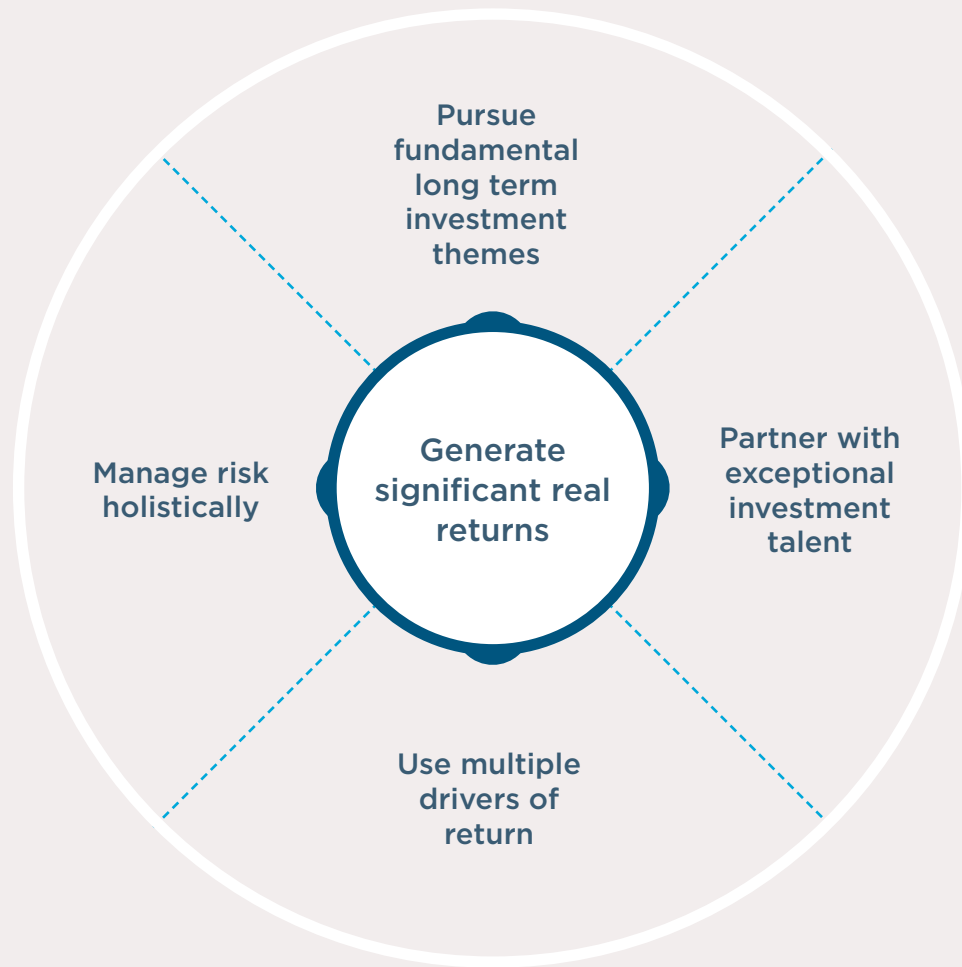 Pursue
fundamental
long term
investment
themes
Manage risk
holistically
Generate
significant real
returns
Partner with
exceptional
investment
talent
Use multiple
drivers of
return